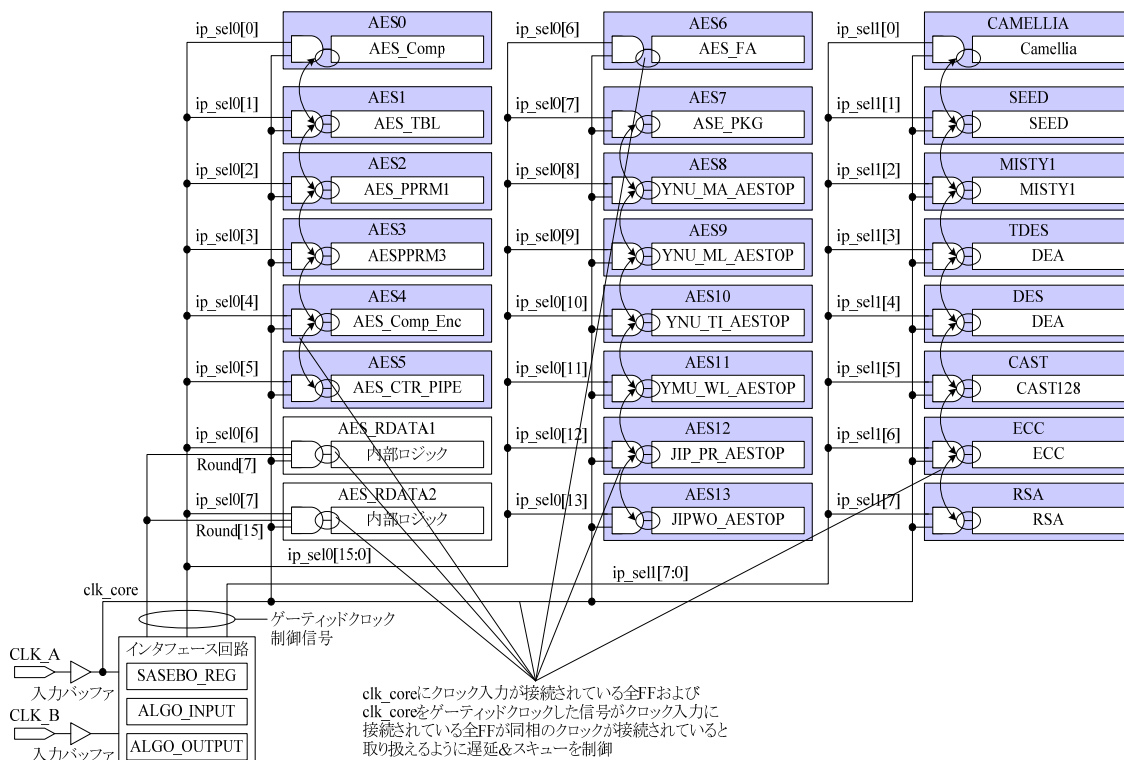 ip_sel0[0]
AES0
AES_Comp
ip_sel0[1]
AES1
AES_TBL
ip_sel0[2]
AES2
AES_PPRM1
ip_sel0[3]
AES3
AESPPRM3
ip_sel0[4]
AES4
AES_Comp_Enc
ip_sel0[5]
AES5
AES_CTR_PIPE
ip_sel0[6]
Round[7]
AES_RDATA1
内部ロジック
ip_sel0[7]
Round[15]
AES_RDATA2
内部ロジック
ip_sel0[6]
AES6
AES_FA
ip_sel0[7]
AES7
ASE_PKG
ip_sel0[8]
AES8
YNU_MA_AESTOP
ip_sel0[9]
AES9
YNU_ML_AESTOP
ip_sel0[10]
AES10
YNU_TI_AESTOP
ip_sel0[11]
AES11
YMU_WL_AESTOP
ip_sel0[12]
AES12
JIP_PR_AESTOP
ip_sel0[13]
AES13
JIPWO_AESTOP
ip_sel1[0]
CAMELLIA
Camellia
ip_sel1[1]
SEED
SEED
ip_sel1[2]
MISTY1
MISTY1
ip_sel1[3]
TDES
DEA
ip_sel1[4]
DES
DEA
ip_sel1[5]
CAST
CAST128
ip_sel1[6]
ECC
ECC
ip_sel1[7]
RSA
RSA
ip_sel0[15:0]
ip_sel1[7:0]
clk_core
ゲーティッドクロック
制御信号
CLK_A
入力バッファ
CLK_B
入力バッファ
インタフェース回路
SASEBO_REG
ALGO_INPUT
ALGO_OUTPUT
clk_coreにクロック入力が接続されている全FFおよび
clk_coreをゲーティッドクロックした信号がクロック入力に
接続されている全FFが同相のクロックが接続されていると
取り扱えるように遅延&スキューを制御